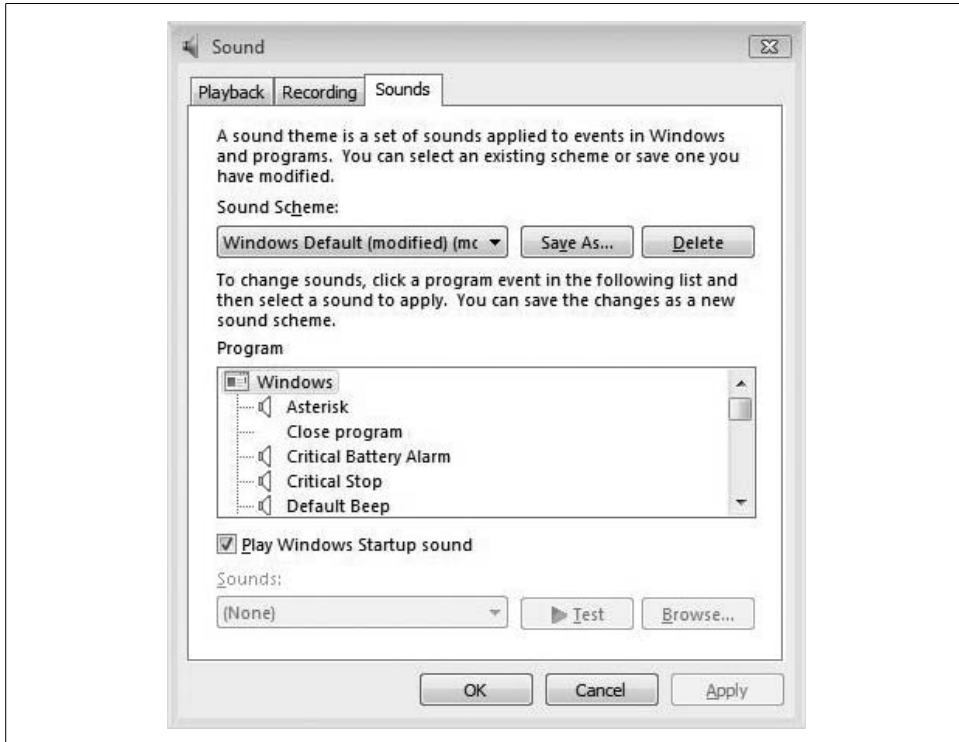 Sound
Playback Recording Sounds
A sound theme is a set of sounds applied to events in Windows
and programs. You can select an existing scheme or save one you
have modified.
Sound Scheme:
Windows Default (modified) (mc
Save As...
Delete
To change sounds, click a program event in the following list and
then select a sound to apply. You can save the changes as a new
sound scheme.
Program
Windows
Asterisk
Close program
Critical Battery Alarm
Critical Stop
Default Beep
Play Windows Startup sound
Sounds:
(None)
Test
Browse...
OK
Cancel
Apply